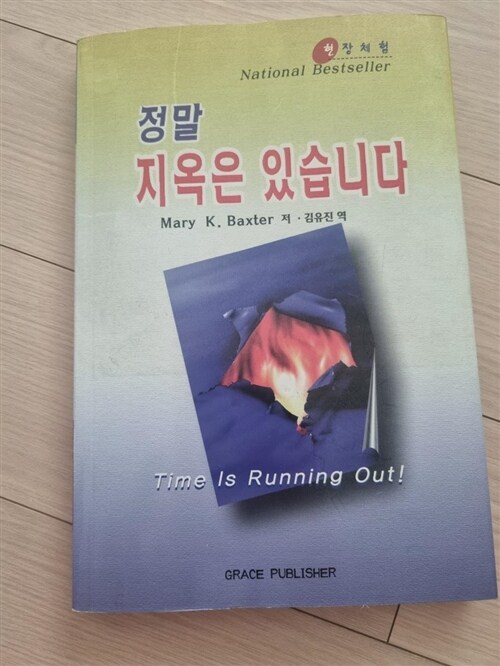 현장체험
National Bestseller
정말
지옥은 있습니다
Mary K. Baxter 저 · 김유진 역
Time Is Running Out!
GRACE PUBLISHER